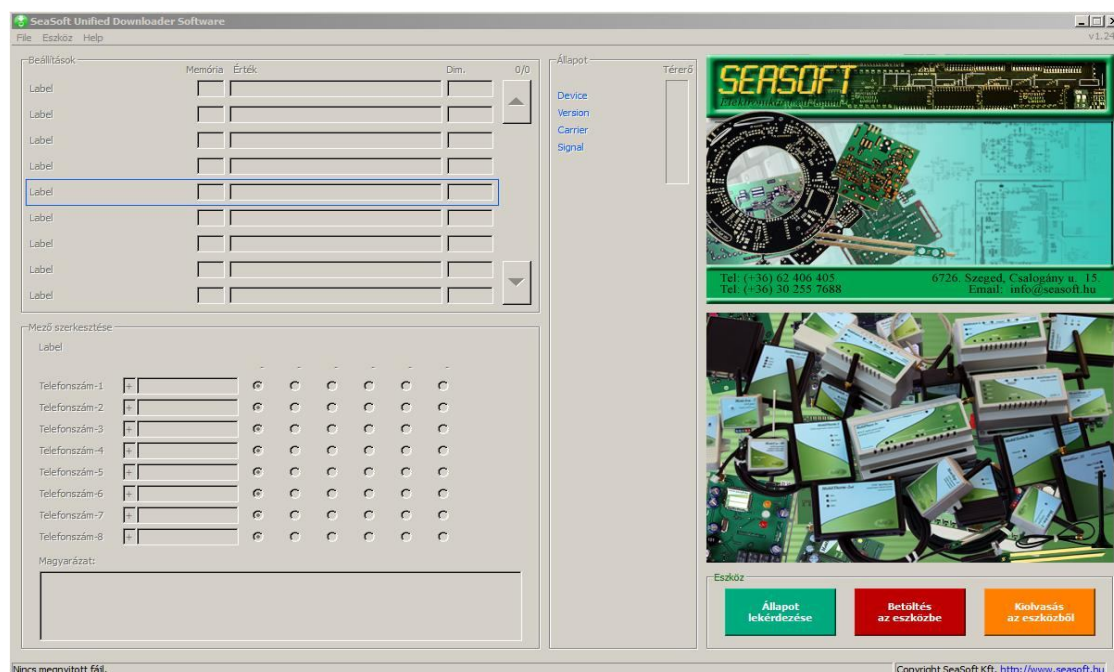 SeaSoft Unified Downloader Software
File Eszköz Help v1.24
Beállítások
Memória Érték Dim. 0/0
Label
Label
Label
Label
Label
Label
Label
Label
Label
Mező szerkesztése
Label
- - - - - -
Telefonszám-1 +
Telefonszám-2 +
Telefonszám-3 +
Telefonszám-4 +
Telefonszám-5 +
Telefonszám-6 +
Telefonszám-7 +
Telefonszám-8 +
Magyarázat:
Állapot
Térerő
Device
Version
Carrier
Signal
SEASOFT
Tel: (+36) 62 406 405 6726. Szeged, Csalogány u. 15.
Tel: (+36) 30 255 7688 Email: info@seasoft.hu
Eszköz
Állapot
lekérdezése
Betöltés
az eszközbe
Kiolvasás
az eszközből
Nincs megnyitott fájl. Copyright SeaSoft Kft. http://www.seasoft.hu